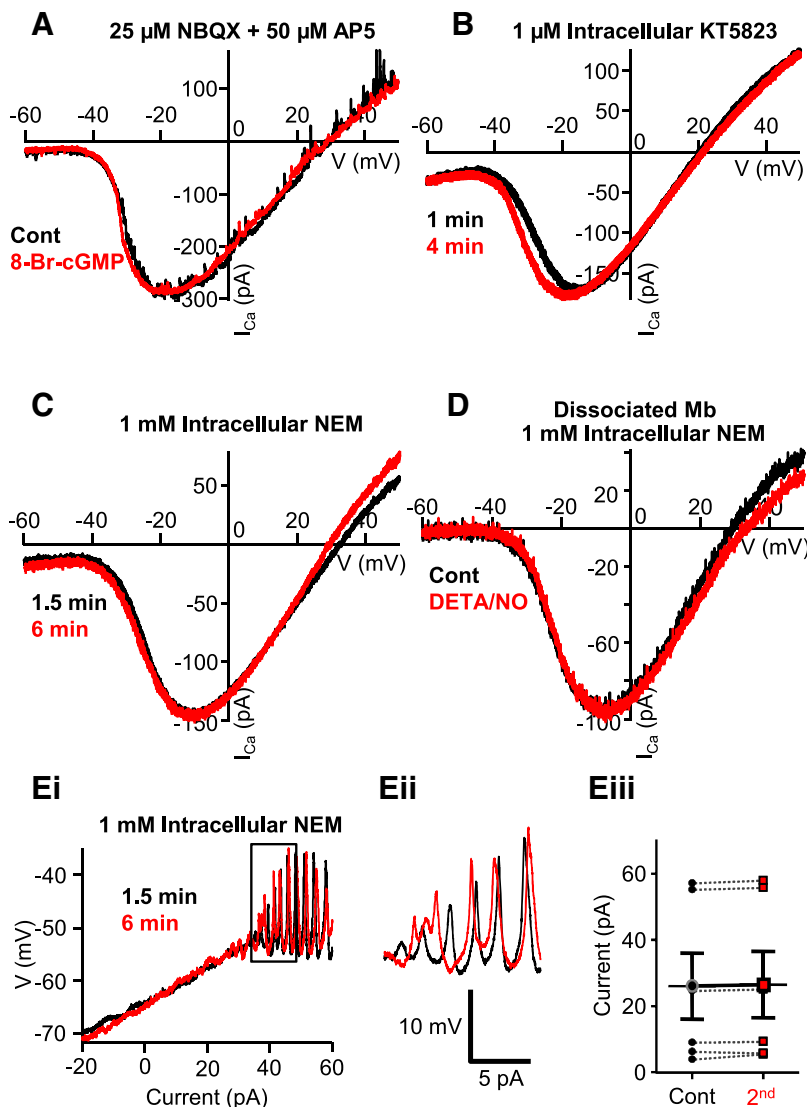 A
25 µM NBQX + 50 µM AP5
100
-60 -40 -20 0 20 40
V (mV)
-100
-200
-300
Cont
8-Br-cGMP
I_Ca (pA)
B
1 µM Intracellular KT5823
100
50
-60 -40 -20 0 20 40
V (mV)
-50
-100
-150
1 min
4 min
I_Ca (pA)
C
1 mM Intracellular NEM
50
-60 -40 -20 0 20 40
V (mV)
-50
-100
-150
1.5 min
6 min
I_Ca (pA)
D
Dissociated Mb
1 mM Intracellular NEM
20
-60 -40 -20 0 20 40
V (mV)
-20
-40
-60
-80
-100
Cont
DETA/NO
I_Ca (pA)
Ei
1 mM Intracellular NEM
-40
-50
-60
-70
V (mV)
1.5 min
6 min
-20 0 20 40 60
Current (pA)
Eii
10 mV
5 pA
Eiii
60
40
20
0
Current (pA)
Cont 2nd